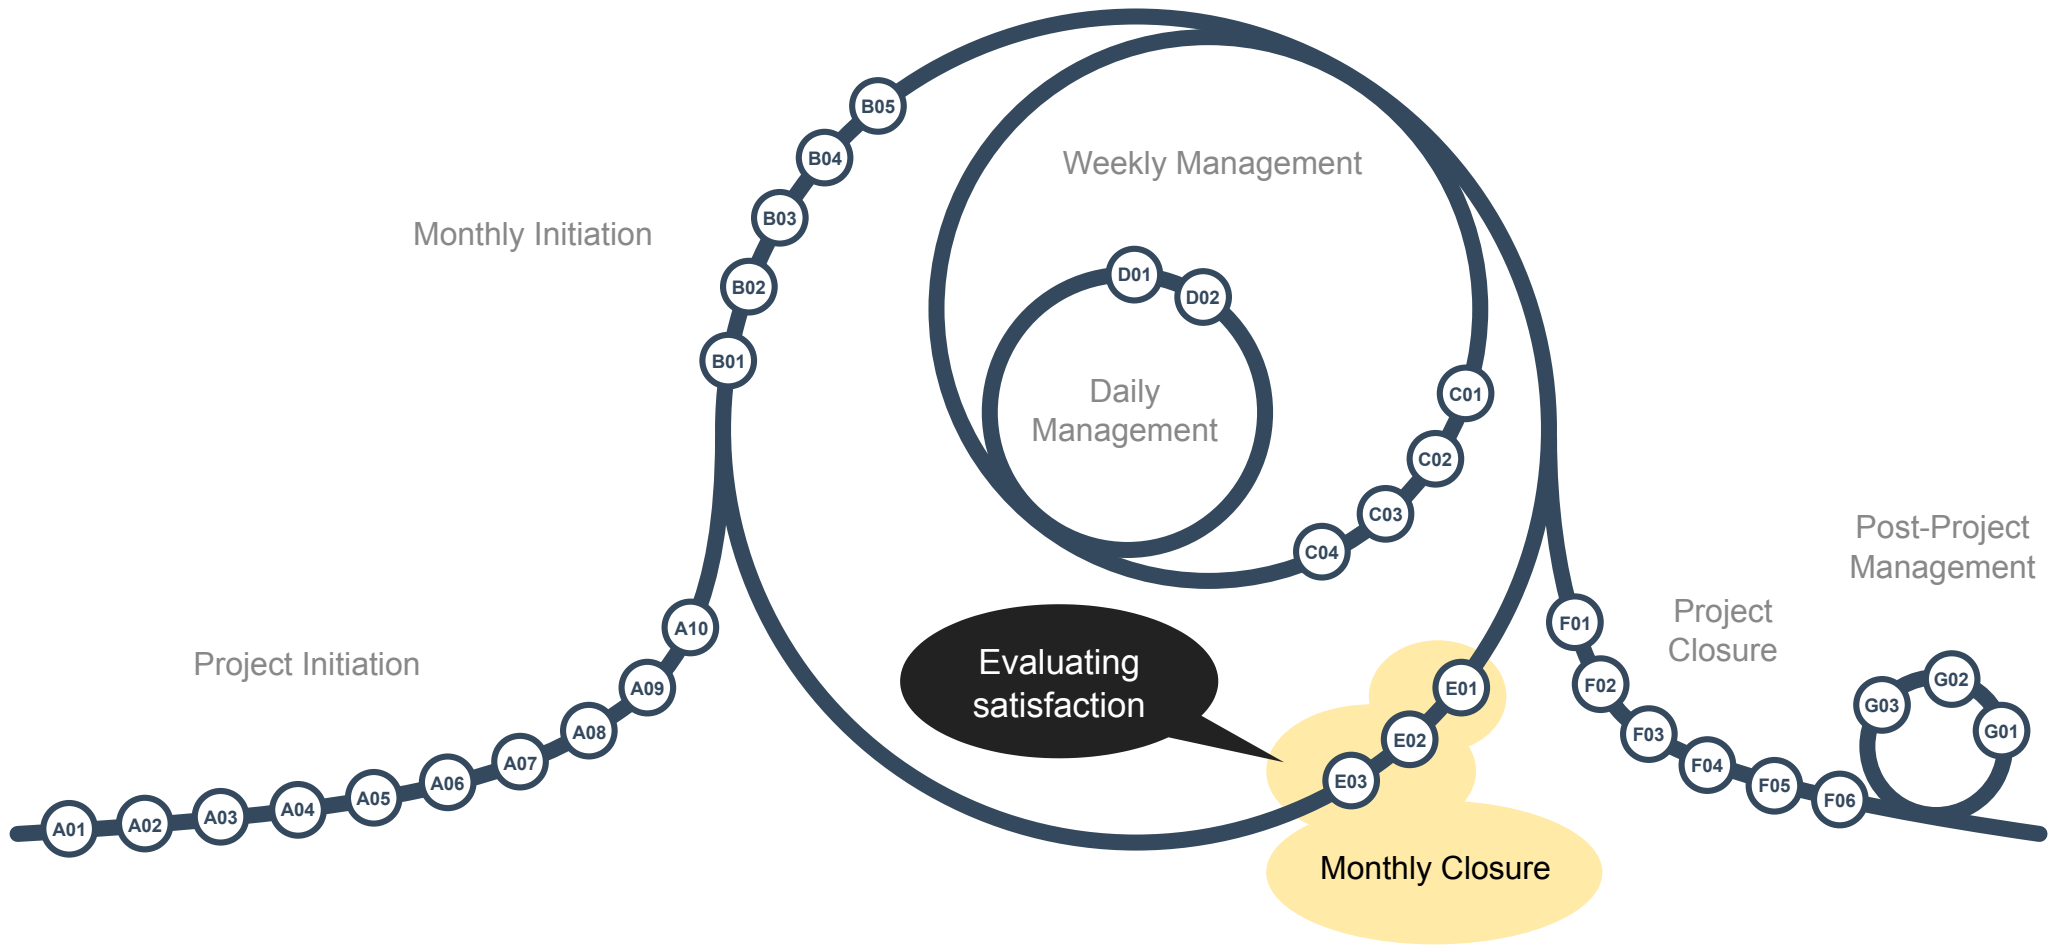 B05
B04
Weekly Management
B03
Monthly Initiation
D01
B02
D02
B01
Daily
Management
C01
C02
C03
C04
Post-Project
Management
Project
Closure
F01
A10
Project Initiation
Evaluating
satisfaction
E01
A09
F02
G02
G03
A08
E02
F03
G01
A07
F04
A06
E03
F05
A05
F06
A04
A03
A02
A01
Monthly Closure